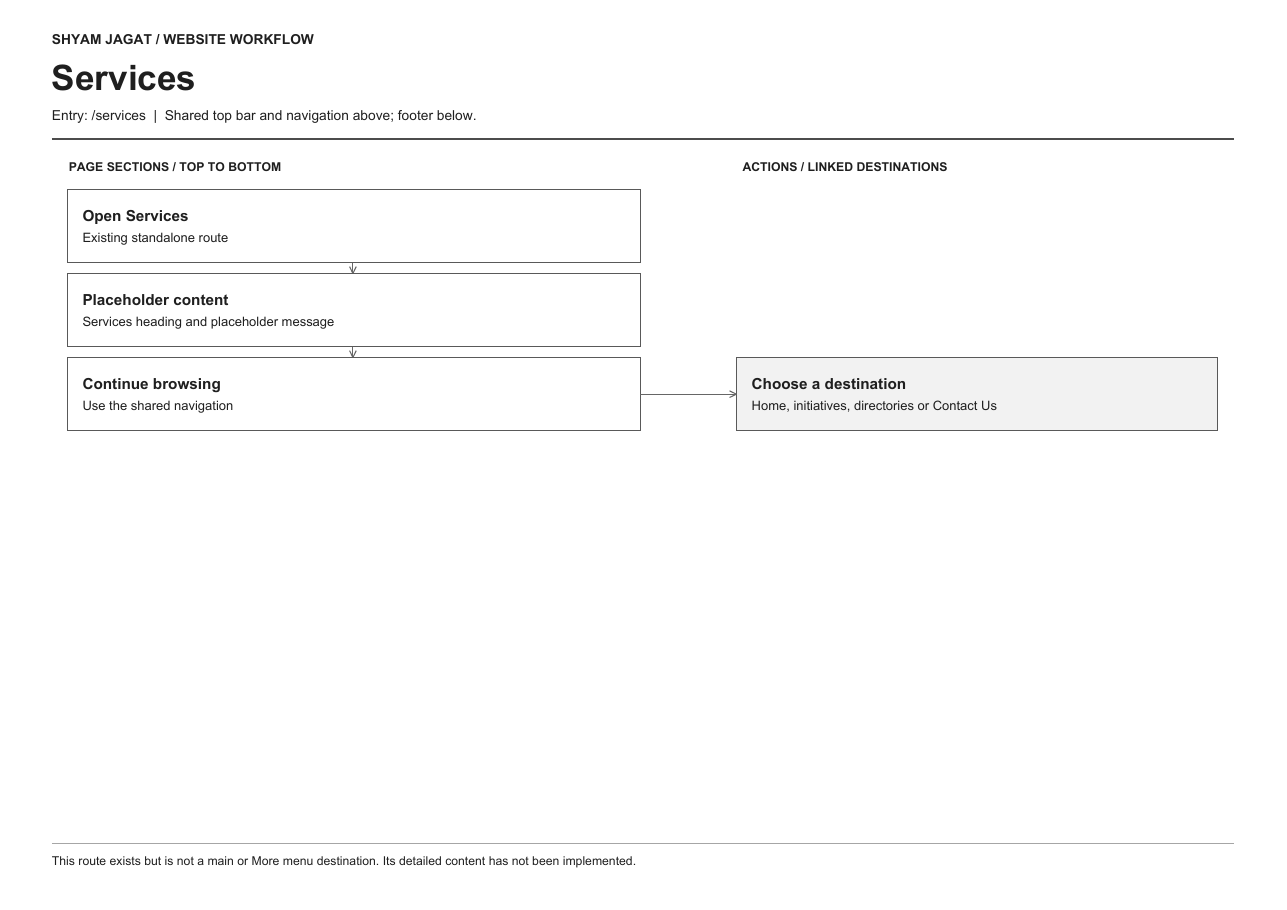 SHYAM JAGAT / WEBSITE WORKFLOW
Services
Entry: /services | Shared top bar and navigation above; footer below.
PAGE SECTIONS / TOP TO BOTTOM
ACTIONS / LINKED DESTINATIONS
Open Services
Existing standalone route
Placeholder content
Services heading and placeholder message
Continue browsing
Use the shared navigation
Choose a destination
Home, initiatives, directories or Contact Us
This route exists but is not a main or More menu destination. Its detailed content has not been implemented.